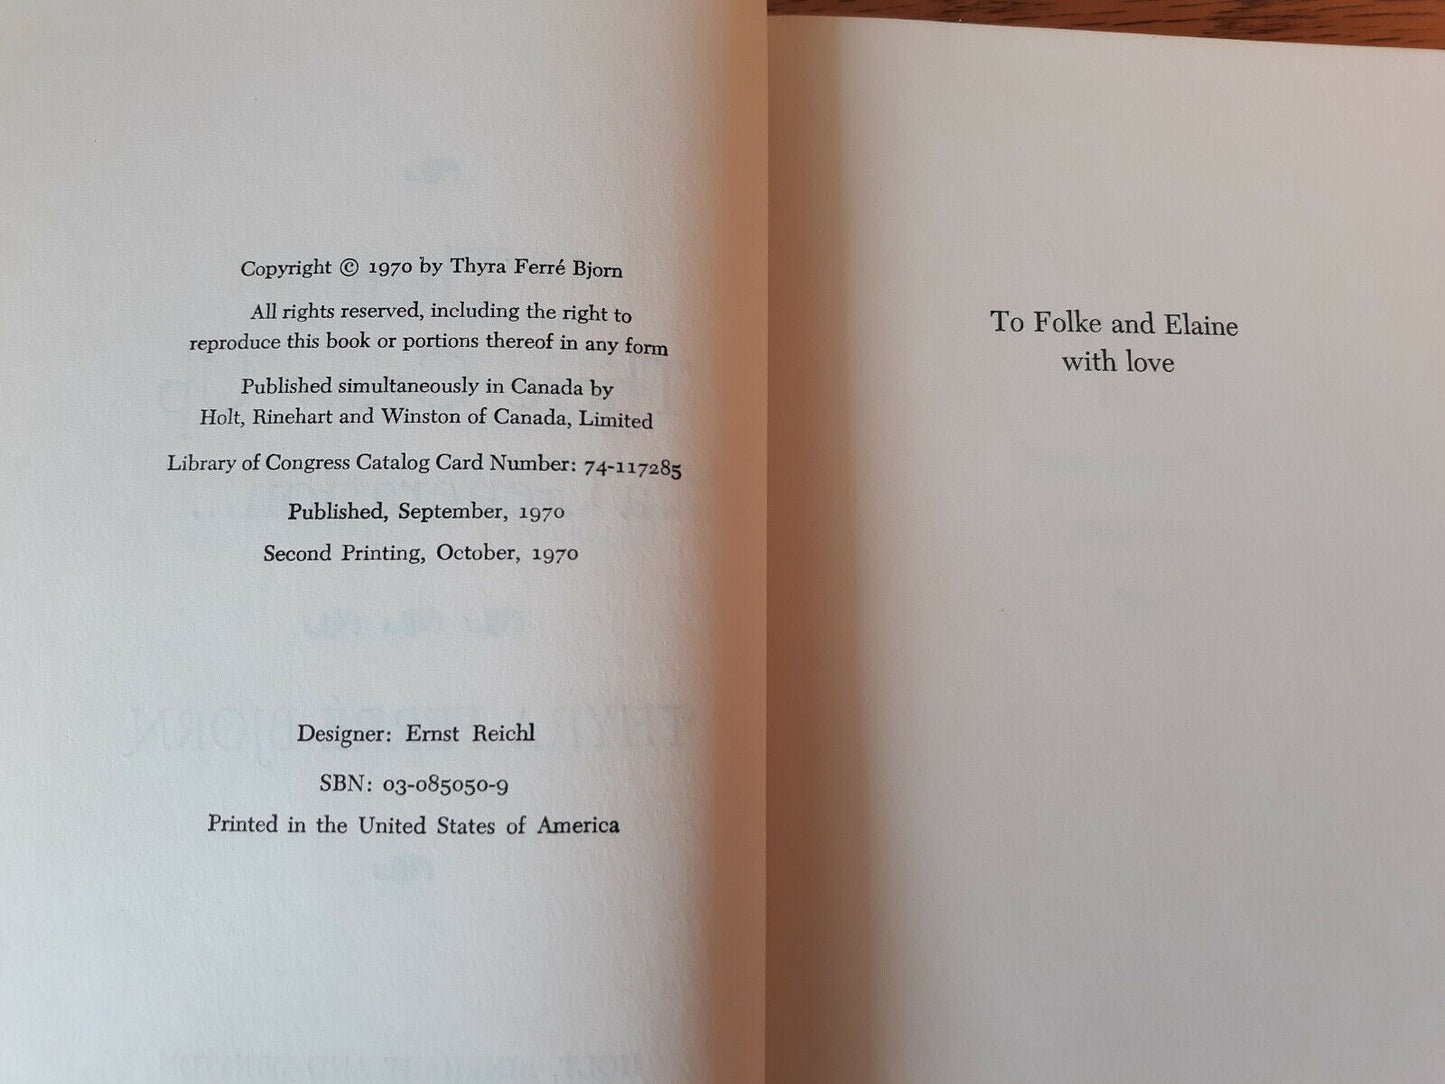 Copyright © 1970 by Thyra Ferré Bjorn
All rights reserved, including the right to
reproduce this book or portions thereof in any form
Published simultaneously in Canada by
Holt, Rinehart and Winston of Canada, Limited
Library of Congress Catalog Card Number: 74-117285
Published, September, 1970
Second Printing, October, 1970
Designer: Ernst Reichl
SBN: 03-085050-9
Printed in the United States of America
To Folke and Elaine
with love